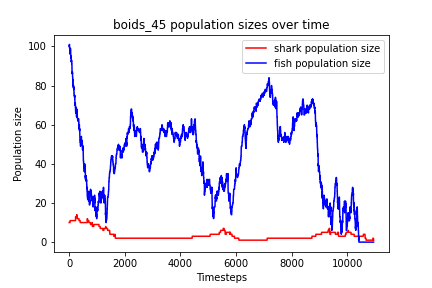 boids_45 population sizes over time
shark population size
fish population size
Population size
100
80
60
40
20
0
0
2000
4000
6000
8000
10000
Timesteps